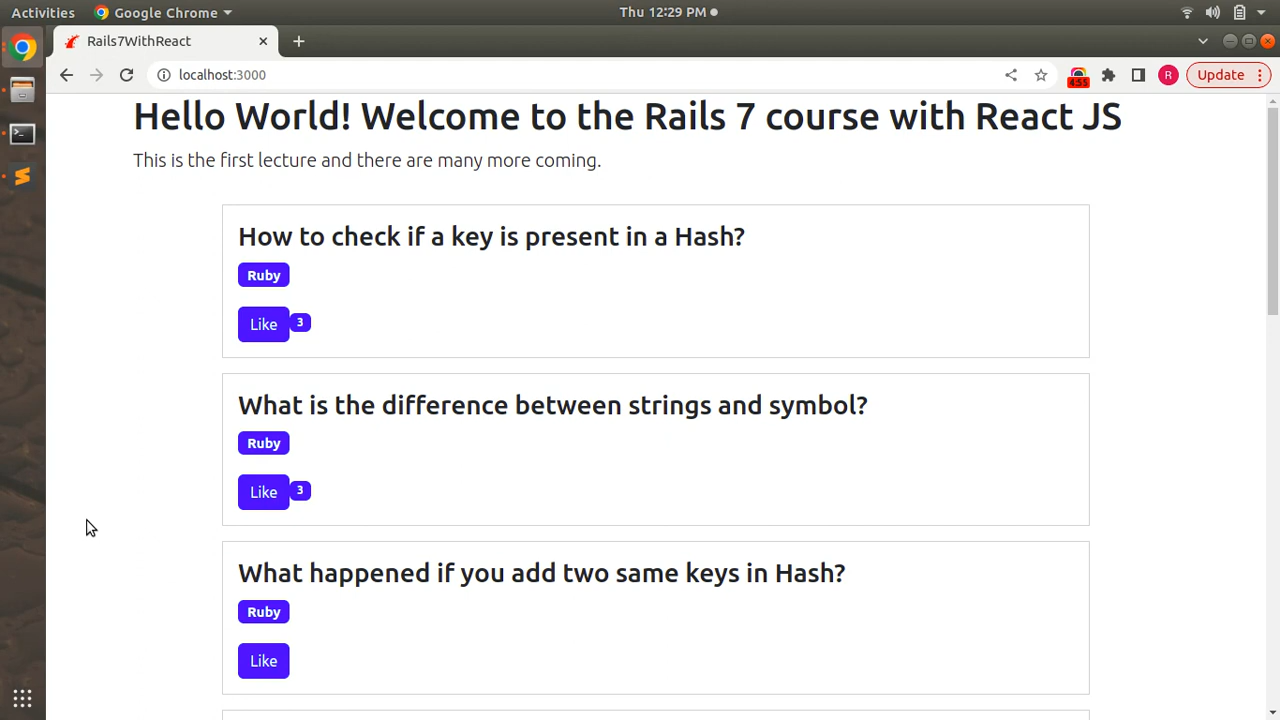 Activities
Google Chrome
Thu 12:29 PM
Rails7WithReact
localhost:3000
4:55
R
Update
Hello World! Welcome to the Rails 7 course with React JS
This is the first lecture and there are many more coming.
How to check if a key is present in a Hash?
Ruby
Like 3
What is the difference between strings and symbol?
Ruby
Like 3
What happened if you add two same keys in Hash?
Ruby
Like